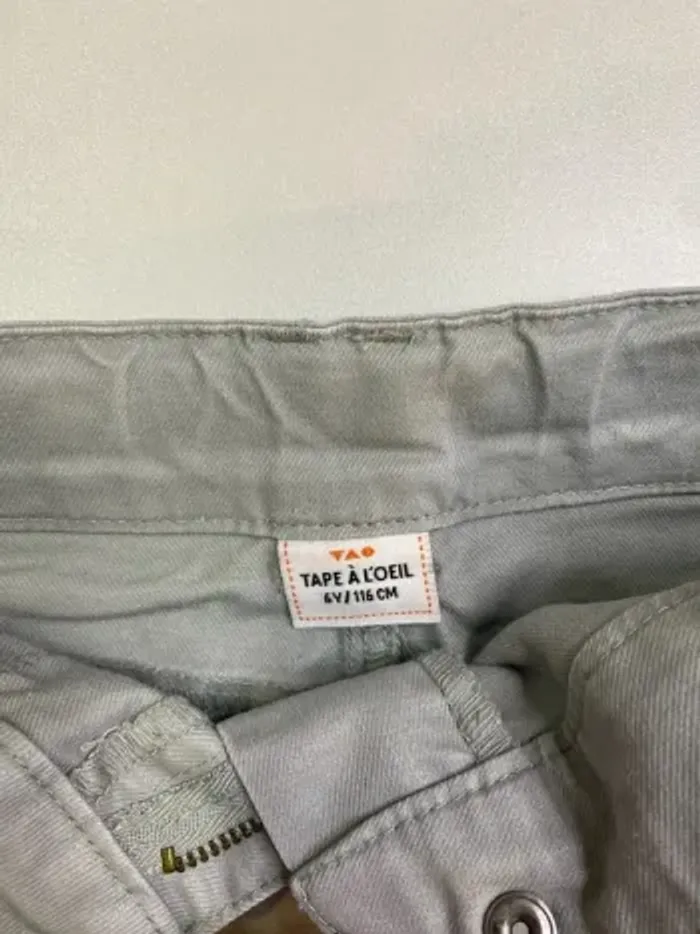 TAO
TAPE À L'OEIL
6Y/116 CM